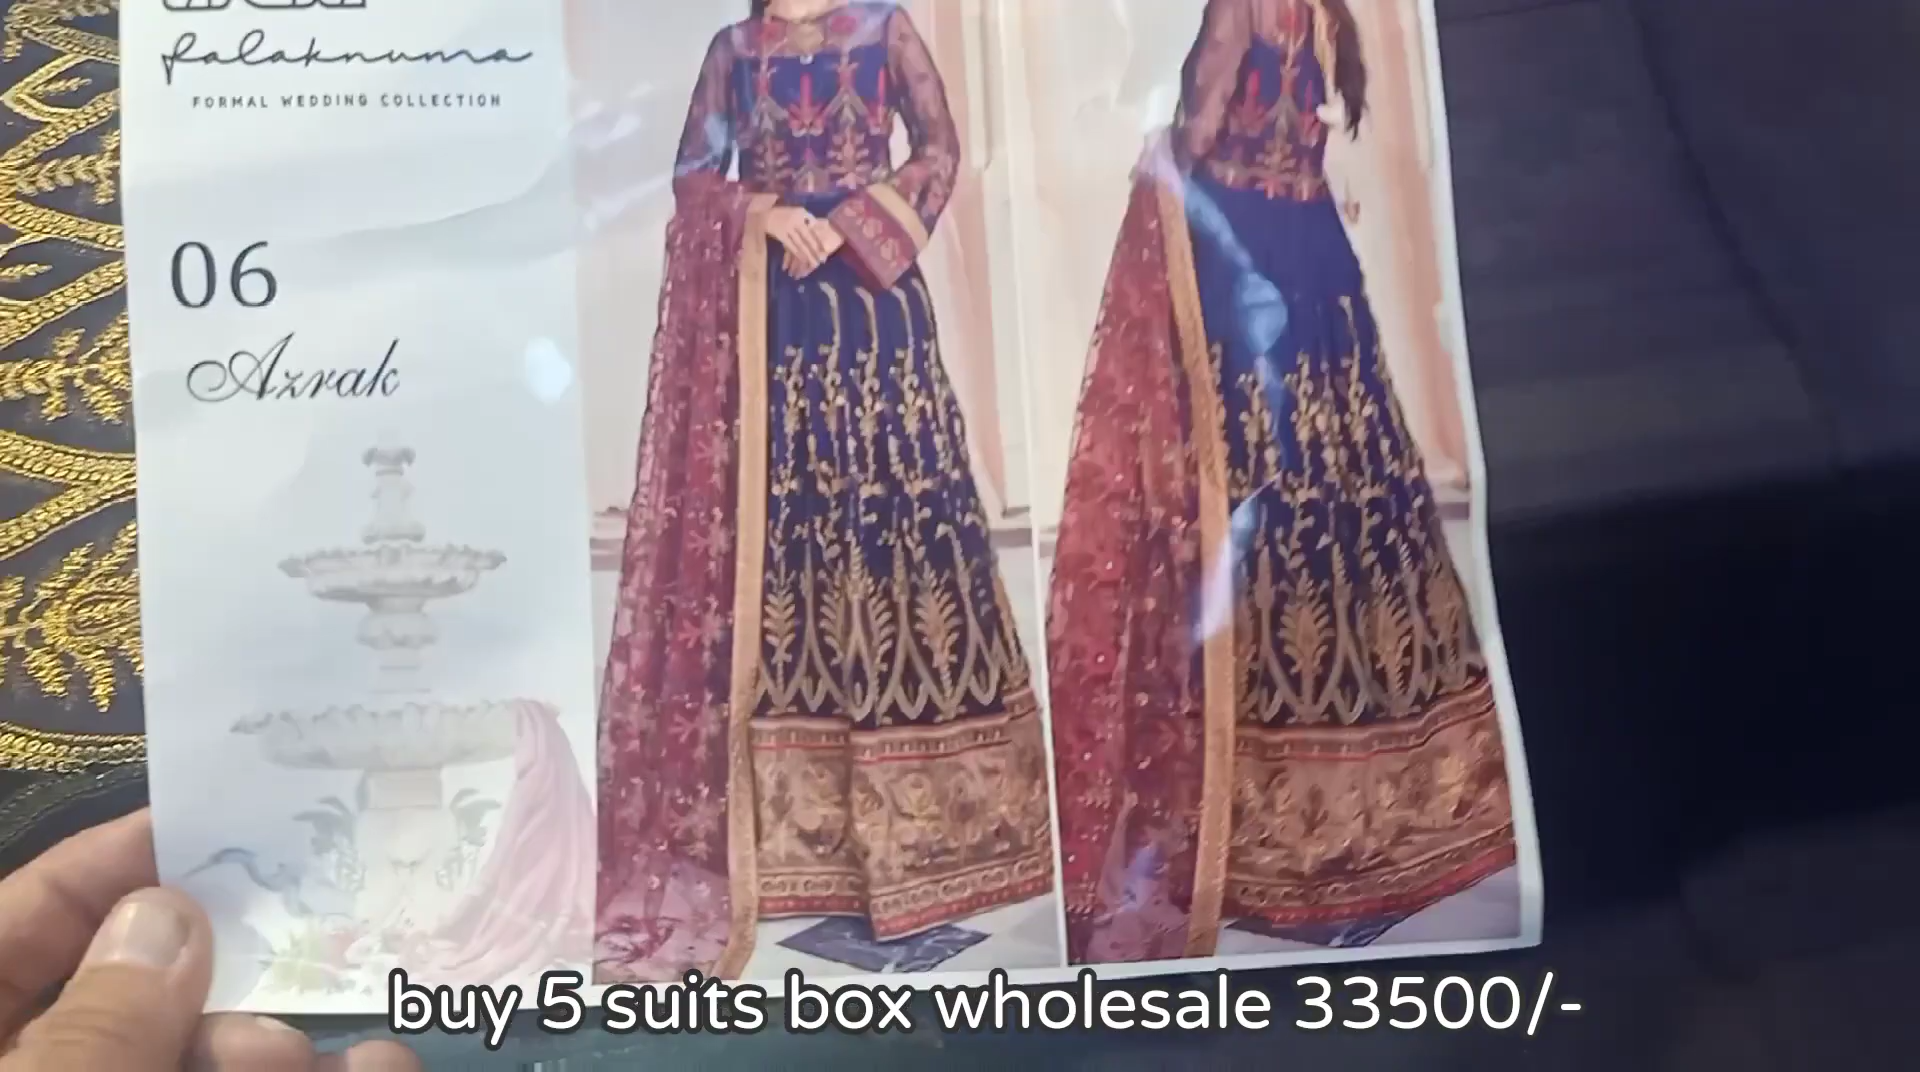 Falaknuma
FORMAL WEDDING COLLECTION
06
Azrak
buy 5 suits box wholesale 33500/-